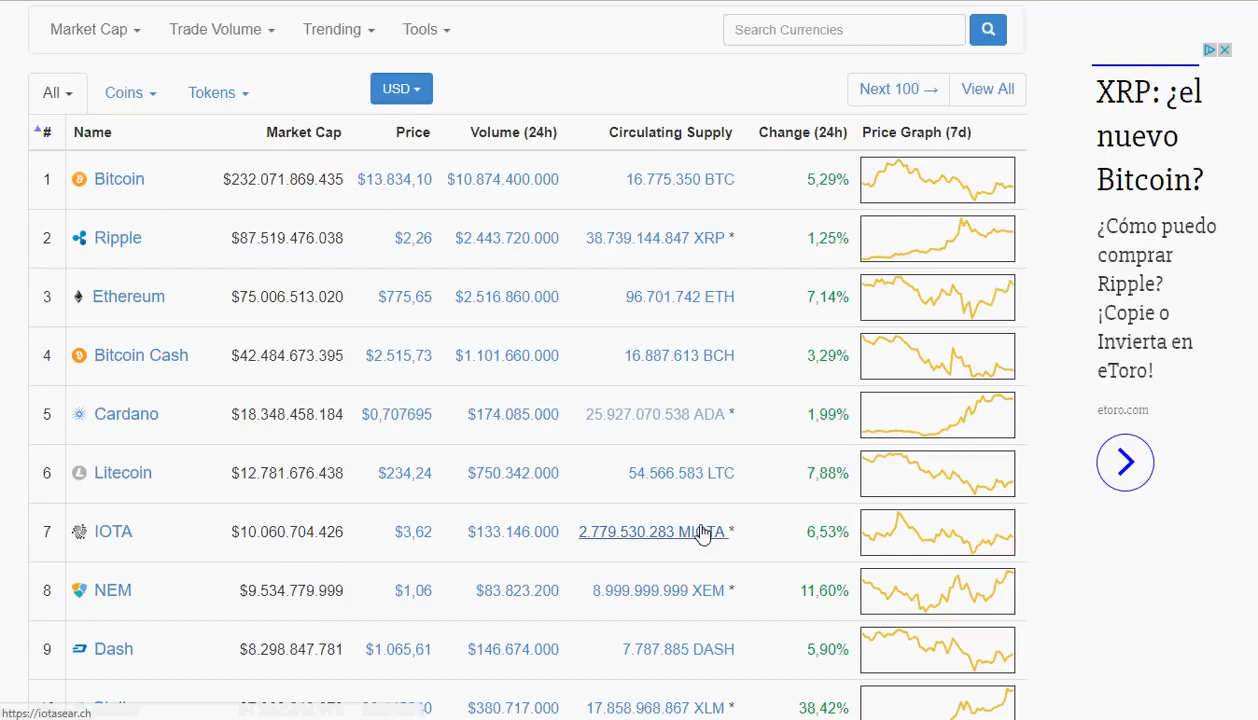 Market Cap Trade Volume Trending Tools Search Currencies
All Coins Tokens USD Next 100 → View All
# Name Market Cap Price Volume (24h) Circulating Supply Change (24h) Price Graph (7d)
1 Bitcoin $232.071.869.435 $13.834,10 $10.874.400.000 16.775.350 BTC 5,29%
2 Ripple $87.519.476.038 $2,26 $2.443.720.000 38.739.144.847 XRP * 1,25%
3 Ethereum $75.006.513.020 $775,65 $2.516.860.000 96.701.742 ETH 7,14%
4 Bitcoin Cash $42.484.673.395 $2.515,73 $1.101.660.000 16.887.613 BCH 3,29%
5 Cardano $18.348.458.184 $0,707695 $174.085.000 25.927.070.538 ADA * 1,99%
6 Litecoin $12.781.676.438 $234,24 $750.342.000 54.566.583 LTC 7,88%
7 IOTA $10.060.704.426 $3,62 $133.146.000 2.779.530.283 * 6,53%
8 NEM $9.534.779.999 $1,06 $83.823.200 8.999.999.999 XEM * 11,60%
9 Dash $8.298.847.781 $1.065,61 $146.674.000 7.787.885 DASH 5,90%
$380.717.000 17.858.968.867 XLM * 38,42%
https://iotasear.ch
XRP: ¿el
nuevo
Bitcoin?
¿Cómo puedo
comprar
Ripple?
¡Copie o
Invierta en
eToro!
etoro.com